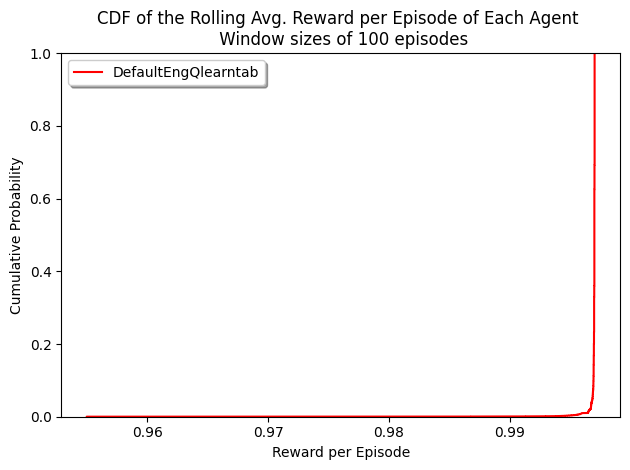 CDF of the Rolling Avg. Reward per Episode of Each Agent
Window sizes of 100 episodes
DefaultEngQlearntab
Cumulative Probability
1.0
0.8
0.6
0.4
0.2
0.0
0.96 0.97 0.98 0.99
Reward per Episode